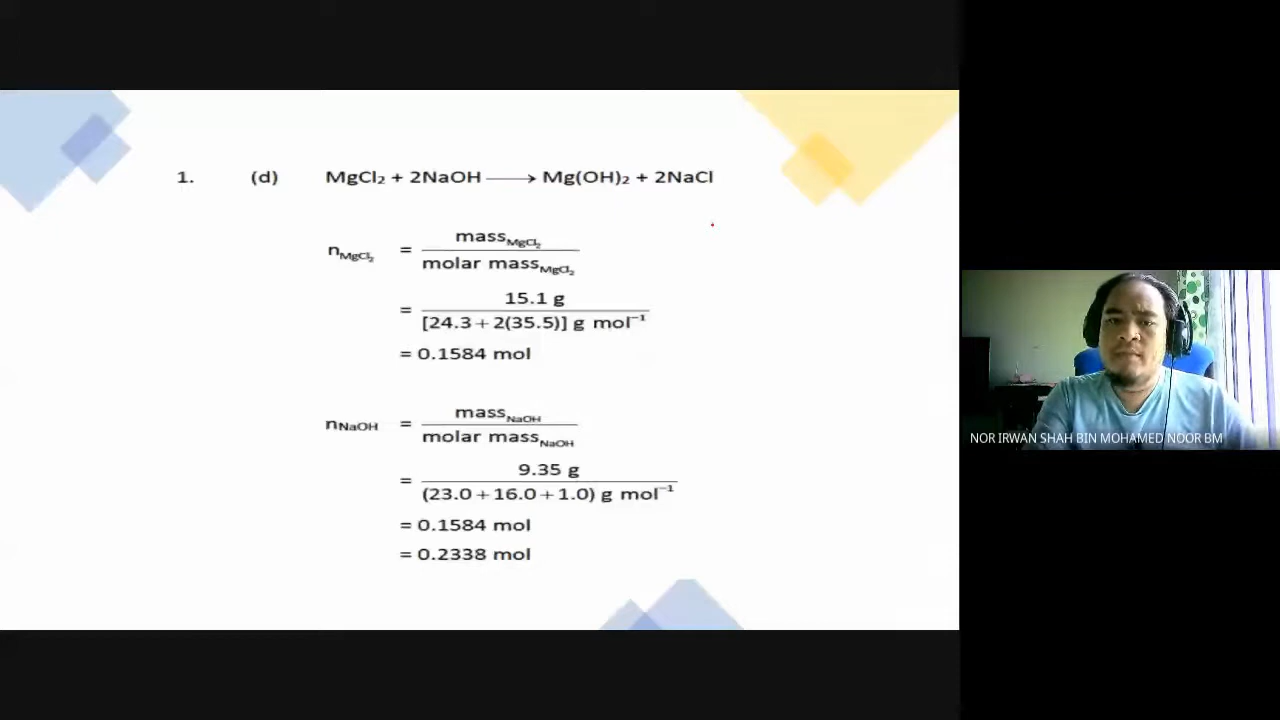 1. (d) MgCl₂ + 2NaOH ⟶ Mg(OH)₂ + 2NaCl
n_MgCl₂ = mass_MgCl₂ / molar mass_MgCl₂
= 15.1 g / [24.3 + 2(35.5)] g mol⁻¹
= 0.1584 mol
n_NaOH = mass_NaOH / molar mass_NaOH
= 9.35 g / (23.0 + 16.0 + 1.0) g mol⁻¹
= 0.1584 mol
= 0.2338 mol
NOR IRWAN SHAH BIN MOHAMED NOOR BM